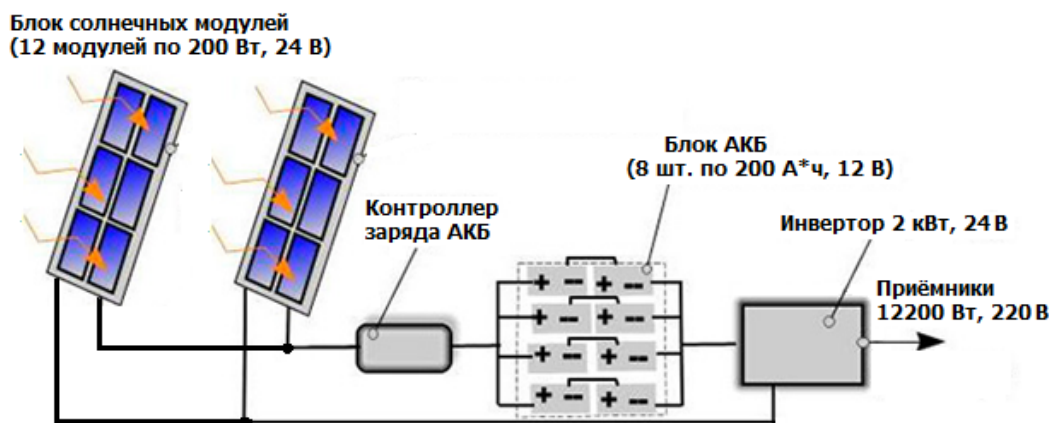 Блок солнечных модулей
(12 модулей по 200 Вт, 24 В)
Блок АКБ
(8 шт. по 200 А*ч, 12 В)
Контроллер
заряда АКБ
Инвертор 2 кВт, 24 В
Приёмники
12200 Вт, 220 В
+ -- + --
+ -- + --
+ -- + --
+ -- + --